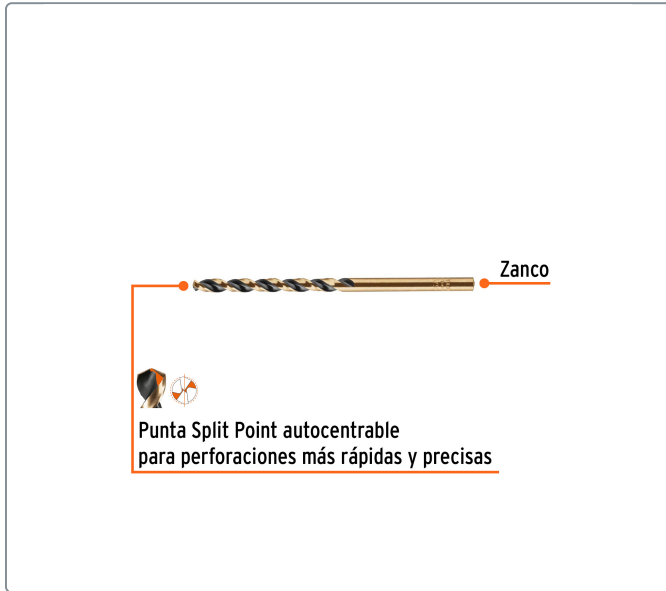 Zanco
Punta Split Point autocentrable
para perforaciones más rápidas y precisas